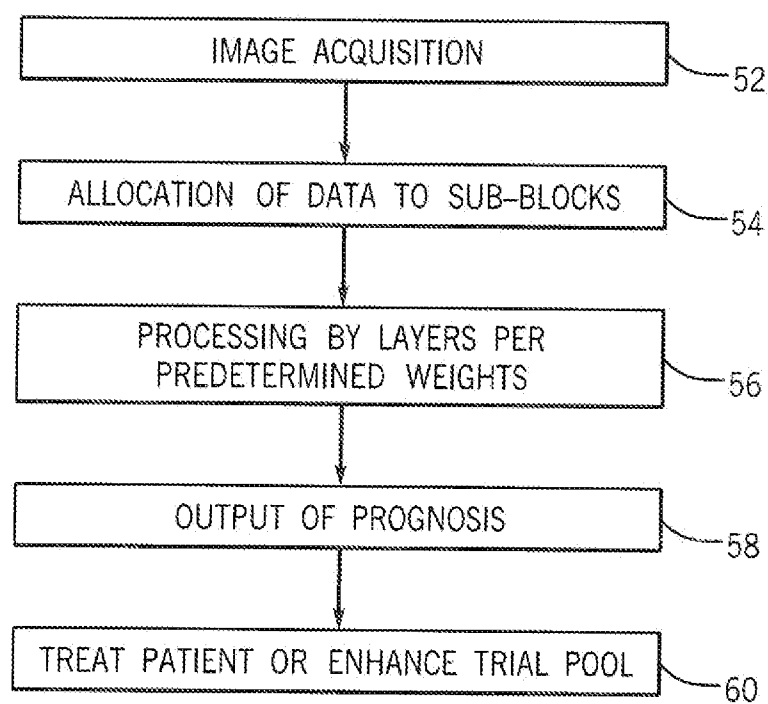 IMAGE ACQUISITION
52
ALLOCATION OF DATA TO SUB-BLOCKS
54
PROCESSING BY LAYERS PER
PREDETERMINED WEIGHTS
56
OUTPUT OF PROGNOSIS
58
TREAT PATIENT OR ENHANCE TRIAL POOL
60